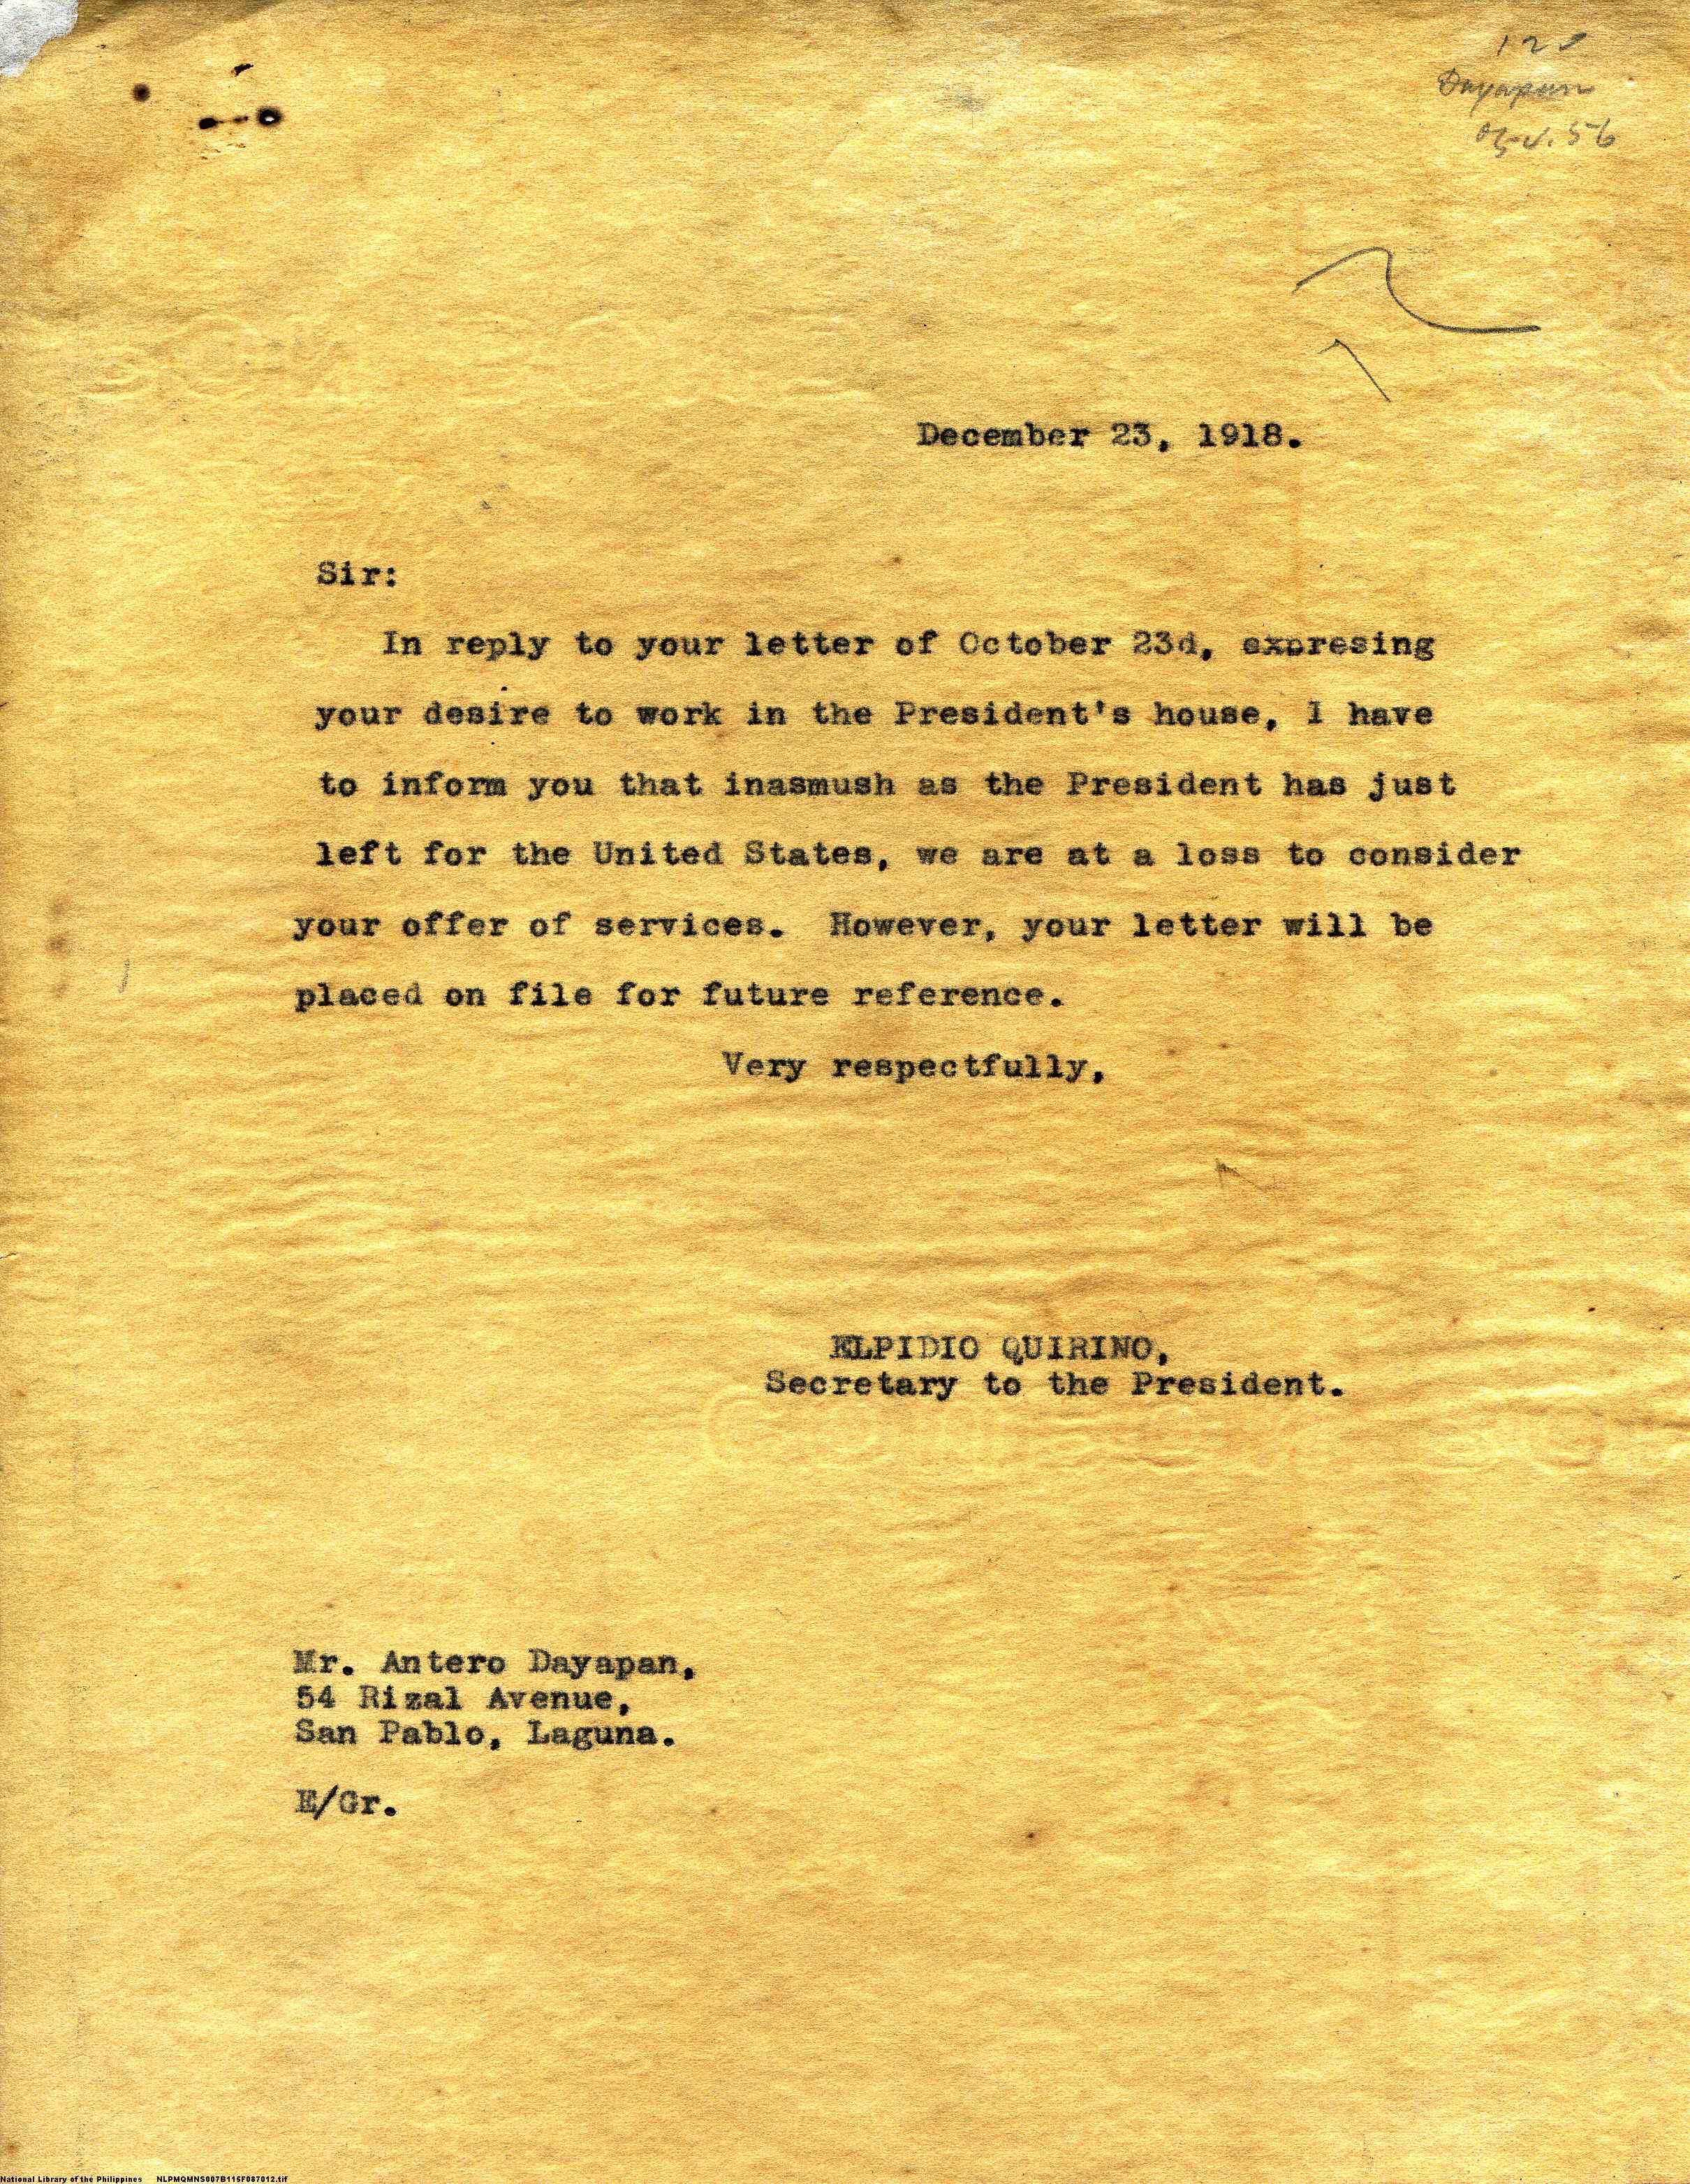 Dayapan
December 23, 1918.
Sir:
In reply to your letter of October 23d, expresing
your desire to work in the President's house, I have
to inform you that inasmush as the President has just
left for the United States, we are at a loss to consider
your offer of services. However, your letter will be
placed on file for future reference.
Very respectfully,
ELPIDIO QUIRINO,
Secretary to the President.
Mr. Antero Dayapan,
54 Rizal Avenue,
San Pablo, Laguna.
E/Gr.
National Library of the Philippines NLPMQMNS007B115F087012.tif